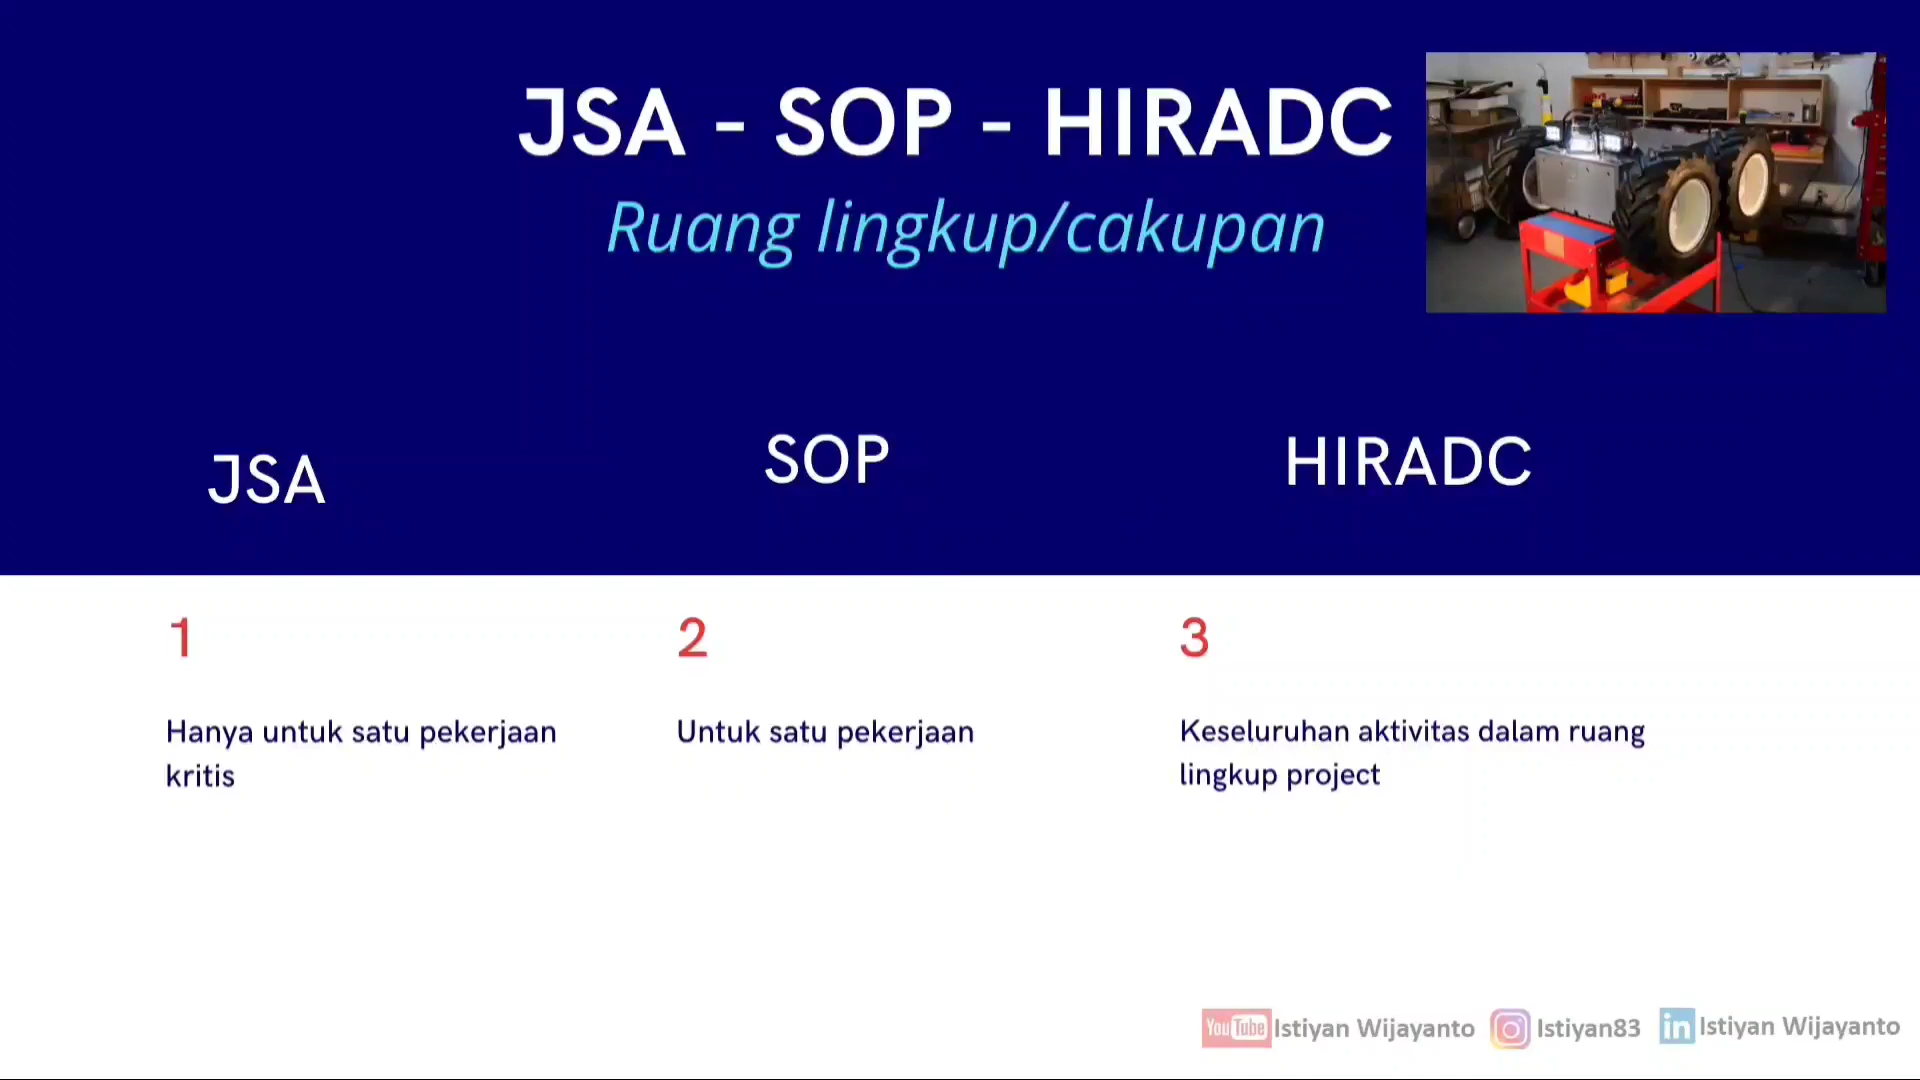 JSA - SOP - HIRADC
Ruang lingkup/cakupan
JSA
SOP
HIRADC
1
Hanya untuk satu pekerjaan
kritis
2
Untuk satu pekerjaan
3
Keseluruhan aktivitas dalam ruang
lingkup project
YouTube Istiyan Wijayanto Istiyan83 in Istiyan Wijayanto